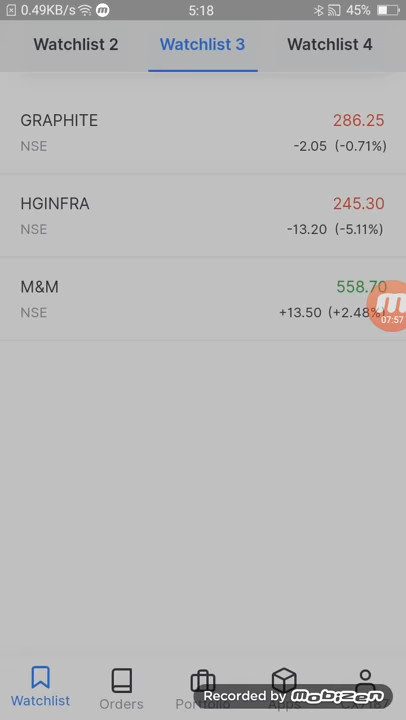 0.49KB/s 5:18 45%
Watchlist 2 Watchlist 3 Watchlist 4
GRAPHITE 286.25
NSE -2.05 (-0.71%)
HGINFRA 245.30
NSE -13.20 (-5.11%)
M&M 558.70
NSE +13.50 (+2.48%
07:57
Watchlist Orders Portfolio Apps
Recorded by mobizen